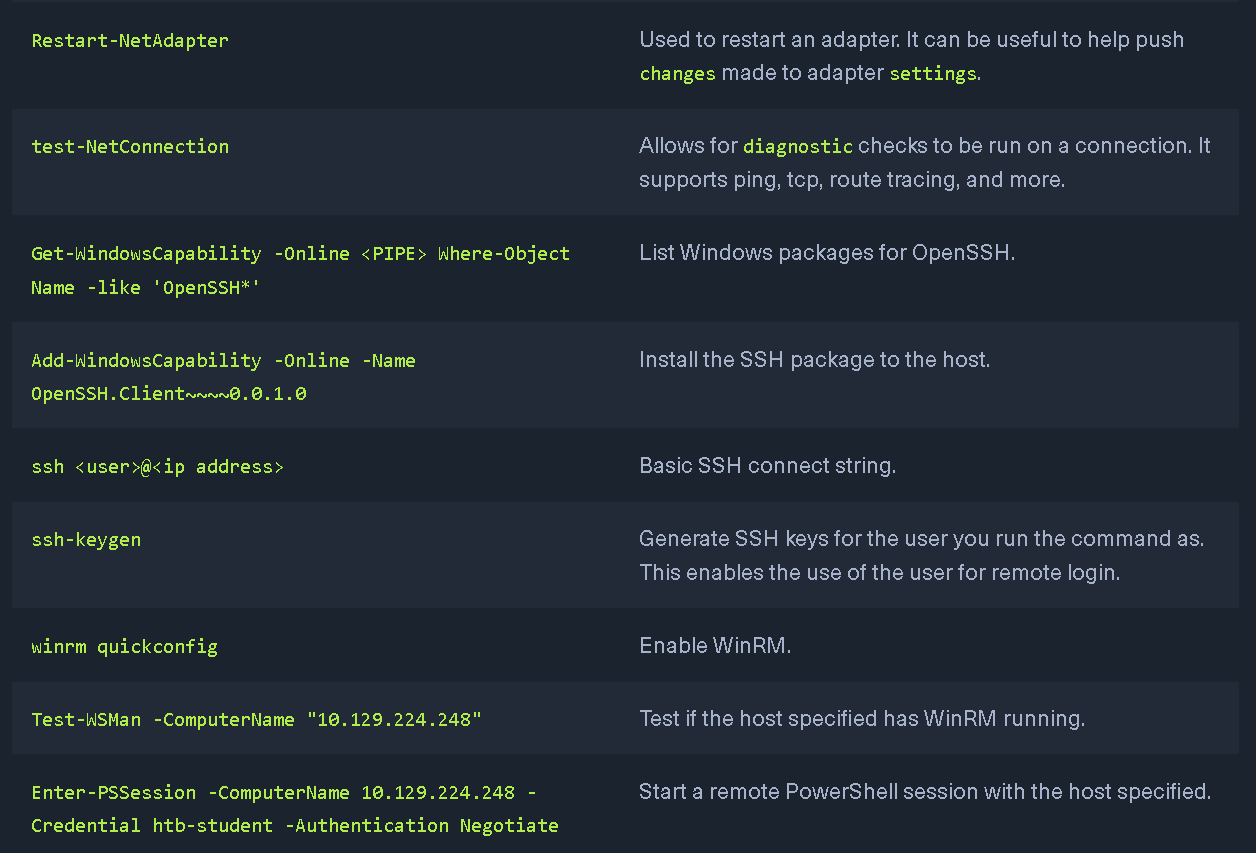 Restart-NetAdapter
Used to restart an adapter. It can be useful to help push
changes made to adapter settings.
test-NetConnection
Allows for diagnostic checks to be run on a connection. It
supports ping, tcp, route tracing, and more.
Get-WindowsCapability -Online <PIPE> Where-Object
Name -like 'OpenSSH*'
List Windows packages for OpenSSH.
Add-WindowsCapability -Online -Name
OpenSSH.Client~~~~0.0.1.0
Install the SSH package to the host.
ssh <user>@<ip address>
Basic SSH connect string.
ssh-keygen
Generate SSH keys for the user you run the command as.
This enables the use of the user for remote login.
winrm quickconfig
Enable WinRM.
Test-WSMan -ComputerName "10.129.224.248"
Test if the host specified has WinRM running.
Enter-PSSession -ComputerName 10.129.224.248 -
Credential htb-student -Authentication Negotiate
Start a remote PowerShell session with the host specified.